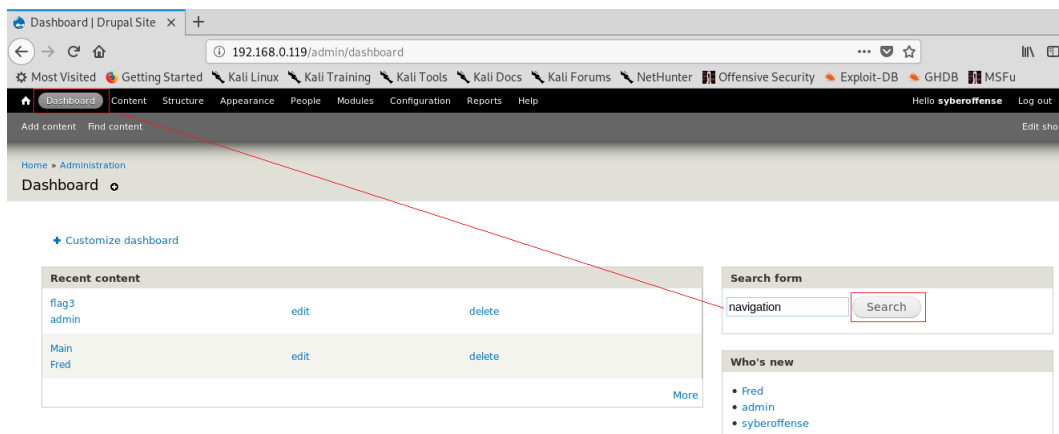 Dashboard | Drupal Site × +
192.168.0.119/admin/dashboard
Most Visited Getting Started Kali Linux Kali Training Kali Tools Kali Docs Kali Forums NetHunter Offensive Security Exploit-DB GHDB MSFu
Dashboard Content Structure Appearance People Modules Configuration Reports Help Hello syberoffense Log out
Add content Find content Edit sho
Home » Administration
Dashboard
+ Customize dashboard
Recent content
flag3 edit delete
admin
Main edit delete
Fred
More
Search form
navigation Search
Who's new
• Fred
• admin
• syberoffense